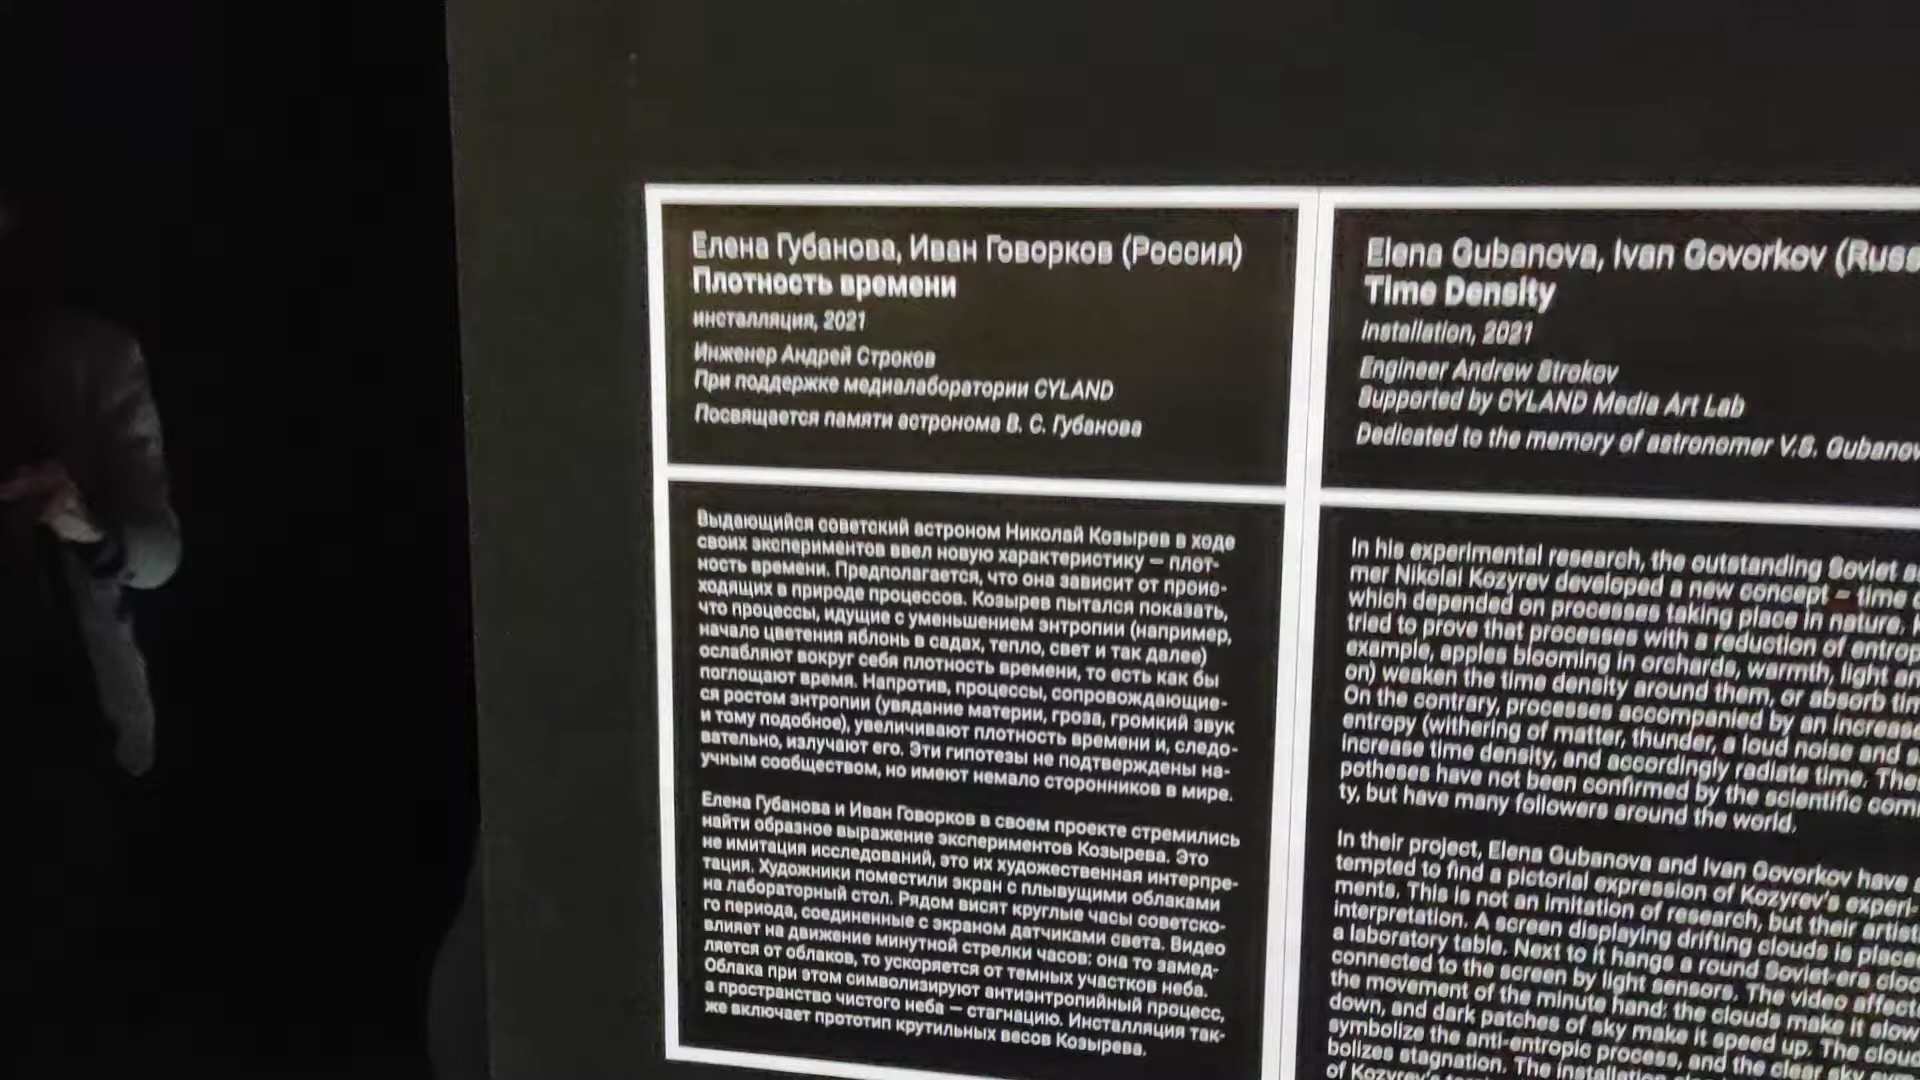 Елена Губанова, Иван Говорков (Россия)
Плотность времени
инсталляция, 2021
Инженер Андрей Строков
При поддержке медиалаборатории CYLAND
Посвящается памяти астронома В. С. Губанова
Выдающийся советский астроном Николай Козырев в ходе
своих экспериментов ввел новую характеристику — плот-
ность времени. Предполагается, что она зависит от проис-
ходящих в природе процессов. Козырев пытался показать,
что процессы, идущие с уменьшением энтропии (например,
начало цветения яблонь в садах, тепло, свет и так далее)
ослабляют вокруг себя плотность времени, то есть как бы
поглощают время. Напротив, процессы, сопровождающие-
ся ростом энтропии (увядание материи, гроза, громкий звук
и тому подобное), увеличивают плотность времени и, следо-
вательно, излучают его. Эти гипотезы не подтверждены на-
учным сообществом, но имеют немало сторонников в мире.
Елена Губанова и Иван Говорков в своем проекте стремились
найти образное выражение экспериментов Козырева. Это
не имитация исследований, это их художественная интерпре-
тация. Художники поместили экран с плывущими облаками
на лабораторный стол. Рядом висят круглые часы советско-
го периода, соединенные с экраном датчиками света. Видео
влияет на движение минутной стрелки часов: она то замед-
ляется от облаков, то ускоряется от темных участков неба.
Облака при этом символизируют антиэнтропийный процесс,
а пространство чистого неба — стагнацию. Инсталляция так-
же включает прототип крутильных весов Козырева.
Elena Gubanova, Ivan Govorkov (Russ
Time Density
installation, 2021
Engineer Andrew Strokov
Supported by CYLAND Media Art Lab
Dedicated to the memory of astronomer V.S. Gubanov
In his experimental research, the outstanding Soviet as
mer Nikolai Kozyrev developed a new concept – time d
which depended on processes taking place in nature. K
tried to prove that processes with a reduction of entrop
example, apples blooming in orchards, warmth, light an
on) weaken the time density around them, or absorb tim
On the contrary, processes accompanied by an increase
entropy (withering of matter, thunder, a loud noise and s
increase time density, and accordingly radiate time. Thes
potheses have not been confirmed by the scientific com
ty, but have many followers around the world.
In their project, Elena Gubanova and Ivan Govorkov have a
tempted to find a pictorial expression of Kozyrev's experi-
ments. This is not an imitation of research, but their artist
interpretation. A screen displaying drifting clouds is placed
a laboratory table. Next to it hangs a round Soviet-era cloc
connected to the screen by light sensors. The video affect
the movement of the minute hand: the clouds make it slow
down, and dark patches of sky make it speed up. The cloud
symbolize the anti-entropic process, and the clear sky sym-
bolizes stagnation. The installation
of Kozyrev's